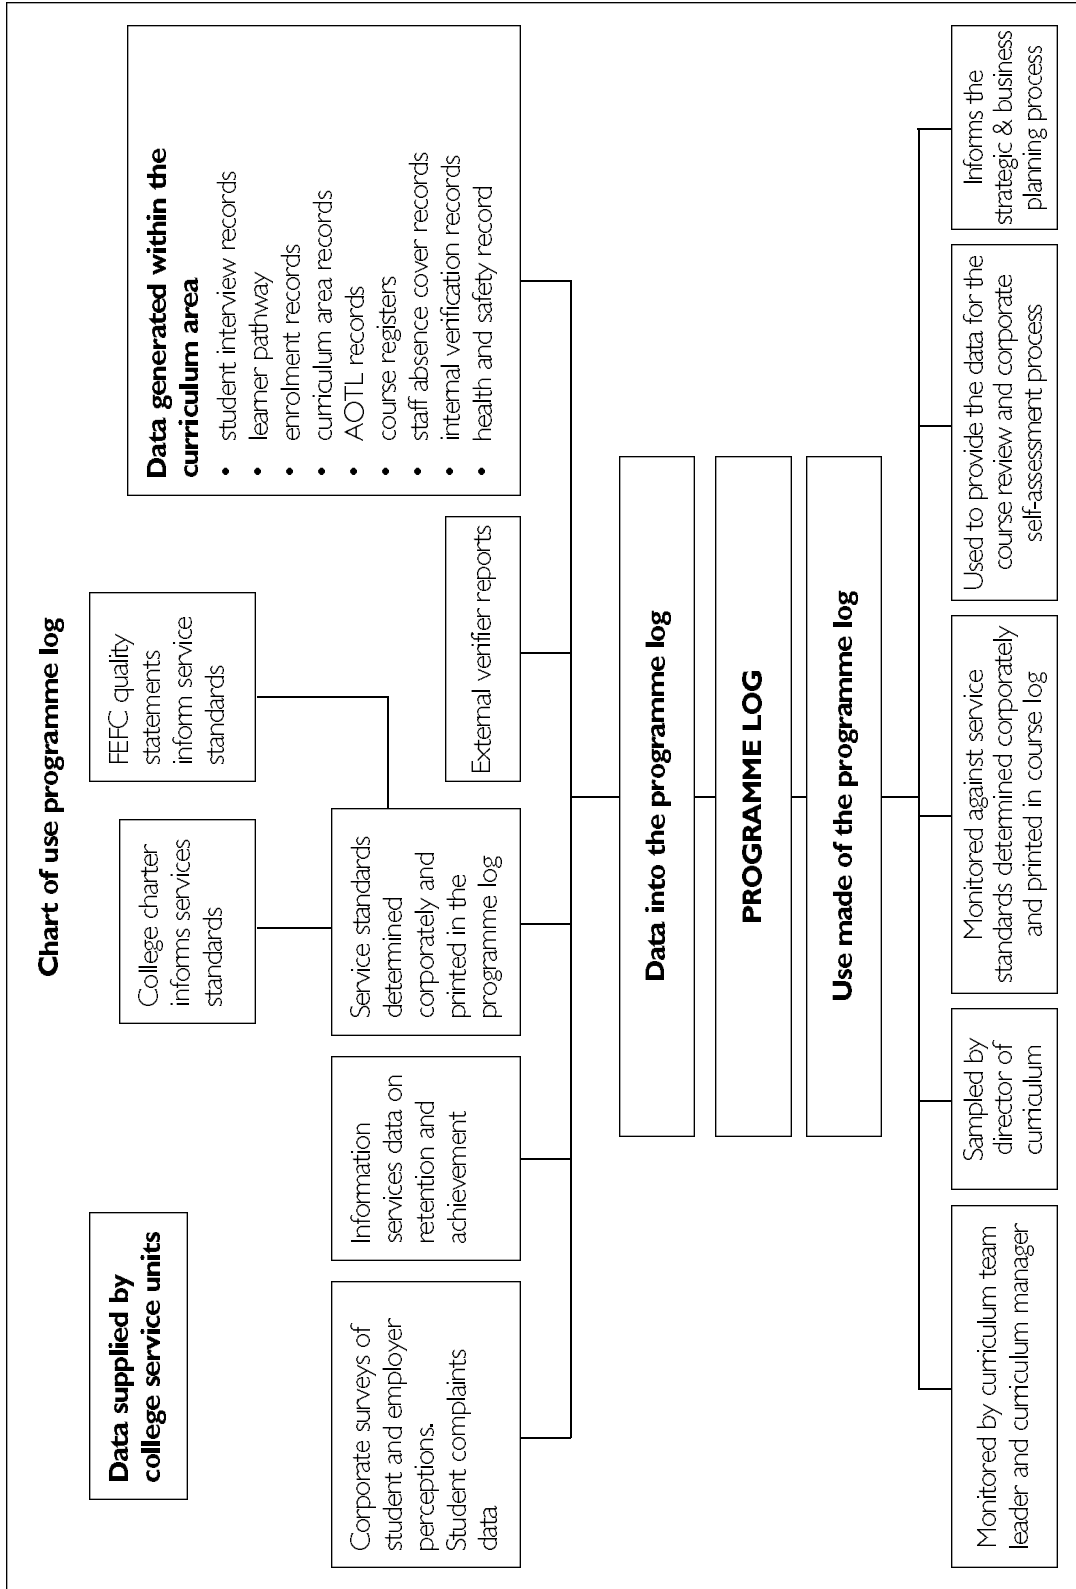 Chart of use programme log
Data supplied by
college service units
College charter
informs services
standards
FEFC quality
statements
inform service
standards
Corporate surveys of
student and employer
perceptions.
Student complaints
data
Information
services data on
retention and
achievement
Service standards
determined
corporately and
printed in the
programme log
External verifier reports
Data generated within the
curriculum area
• student interview records
• learner pathway
• enrolment records
• curriculum area records
• AOTL records
• course registers
• staff absence cover records
• internal verification records
• health and safety record
Data into the programme log
PROGRAMME LOG
Use made of the programme log
Monitored by curriculum team
leader and curriculum manager
Sampled by
director of
curriculum
Monitored against service
standards determined corporately
and printed in course log
Used to provide the data for the
course review and corporate
self-assessment process
Informs the
strategic & business
planning process